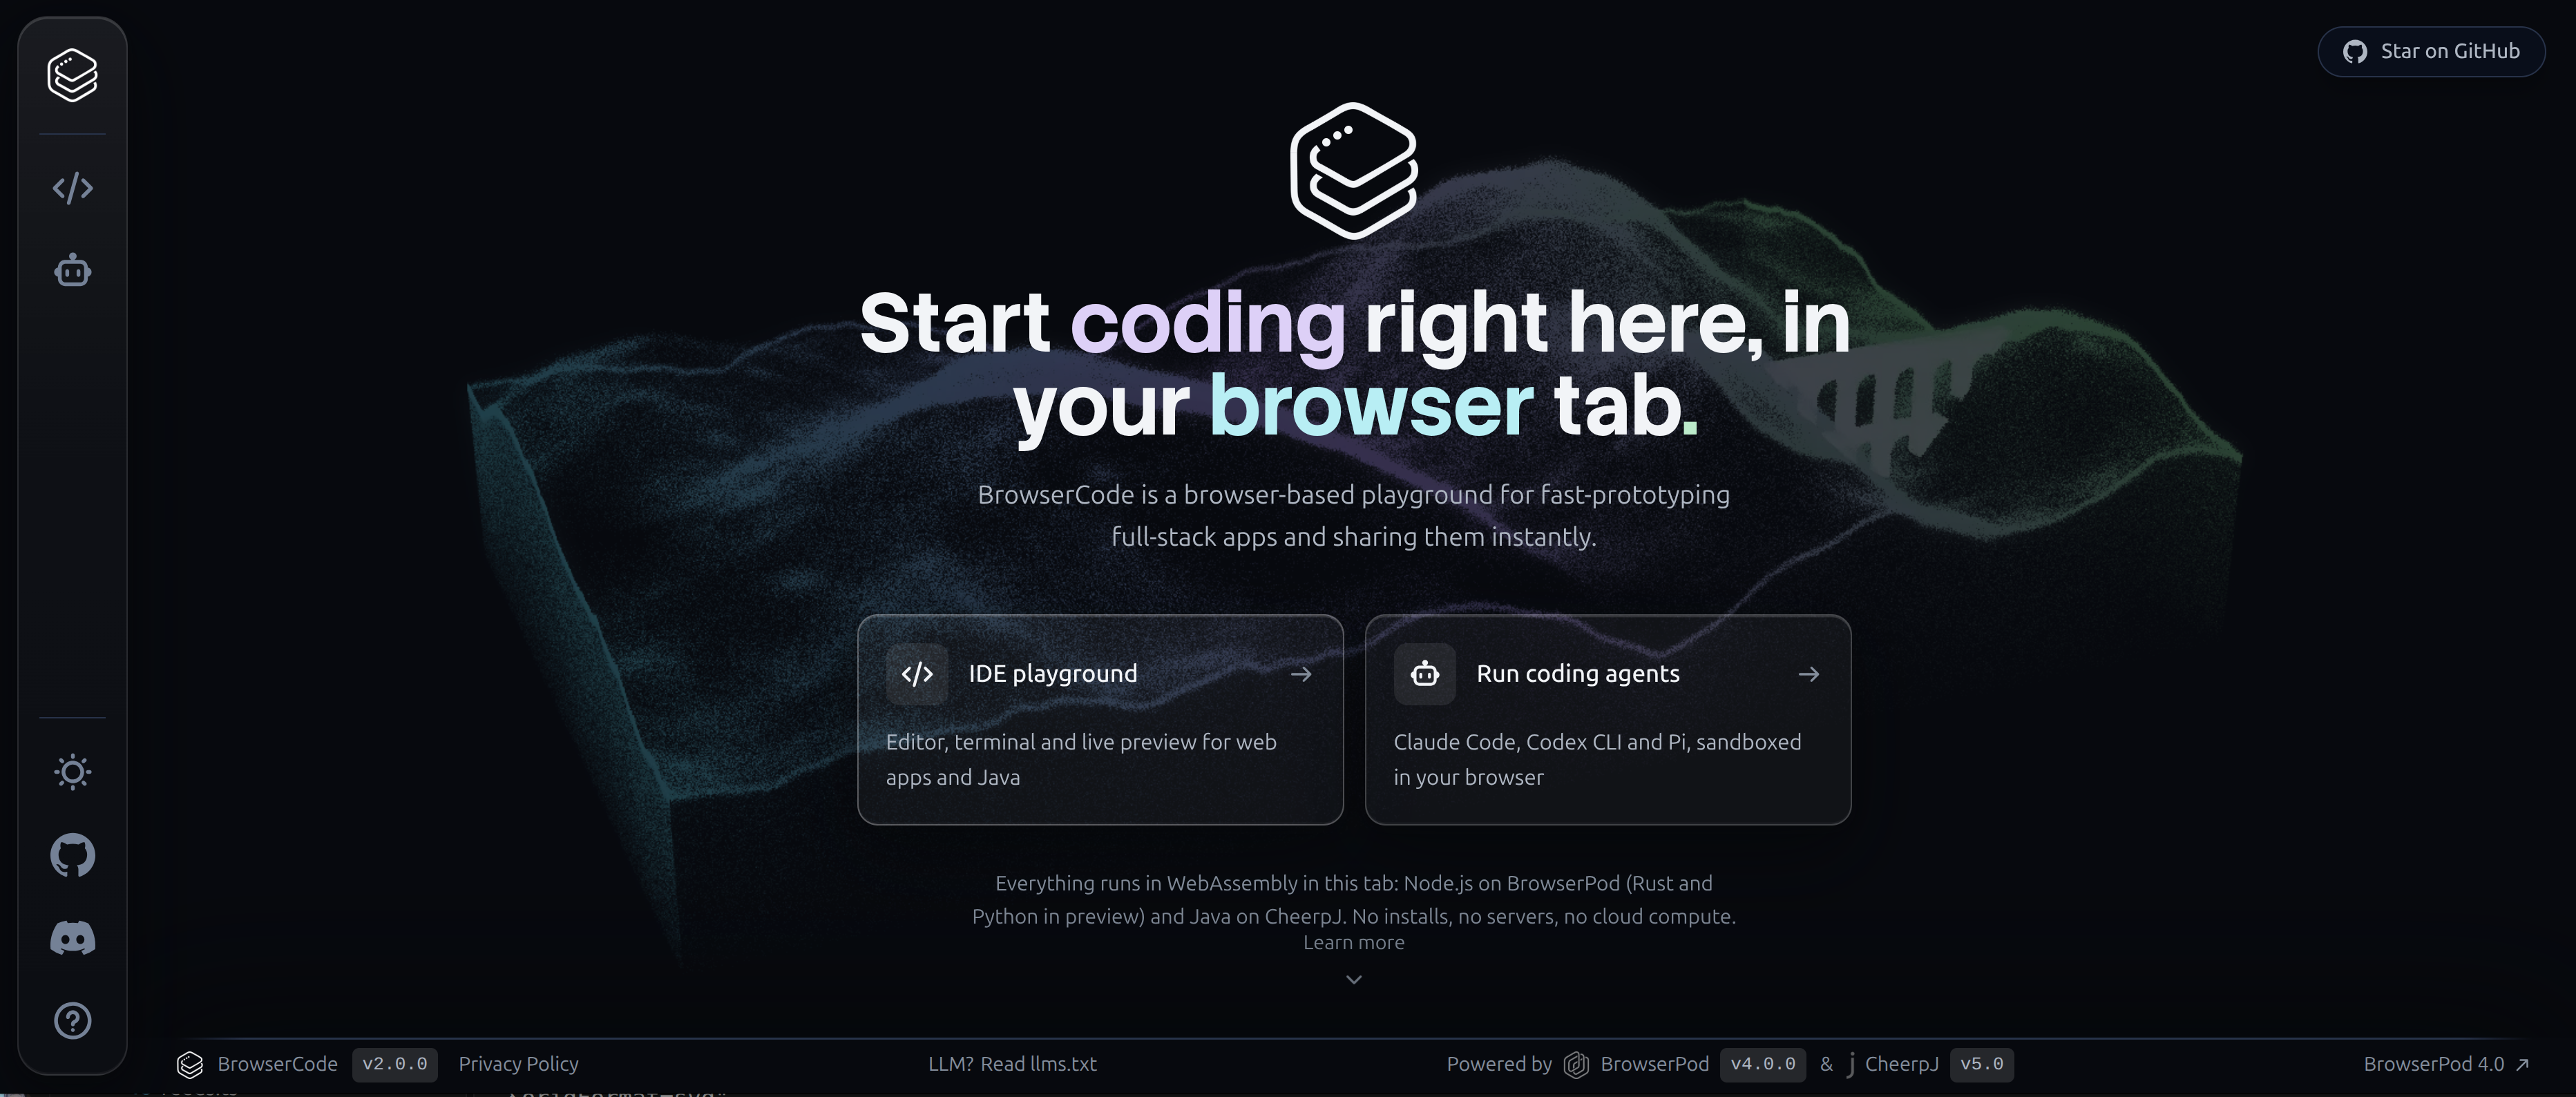 Star on GitHub
Start coding right here, in
your browser tab.
BrowserCode is a browser-based playground for fast-prototyping
full-stack apps and sharing them instantly.
IDE playground
Editor, terminal and live preview for web
apps and Java
Run coding agents
Claude Code, Codex CLI and Pi, sandboxed
in your browser
Everything runs in WebAssembly in this tab: Node.js on BrowserPod (Rust and
Python in preview) and Java on CheerpJ. No installs, no servers, no cloud compute.
Learn more
BrowserCode v2.0.0 Privacy Policy
LLM? Read llms.txt
Powered by BrowserPod v4.0.0 & CheerpJ v5.0
BrowserPod 4.0 ↗